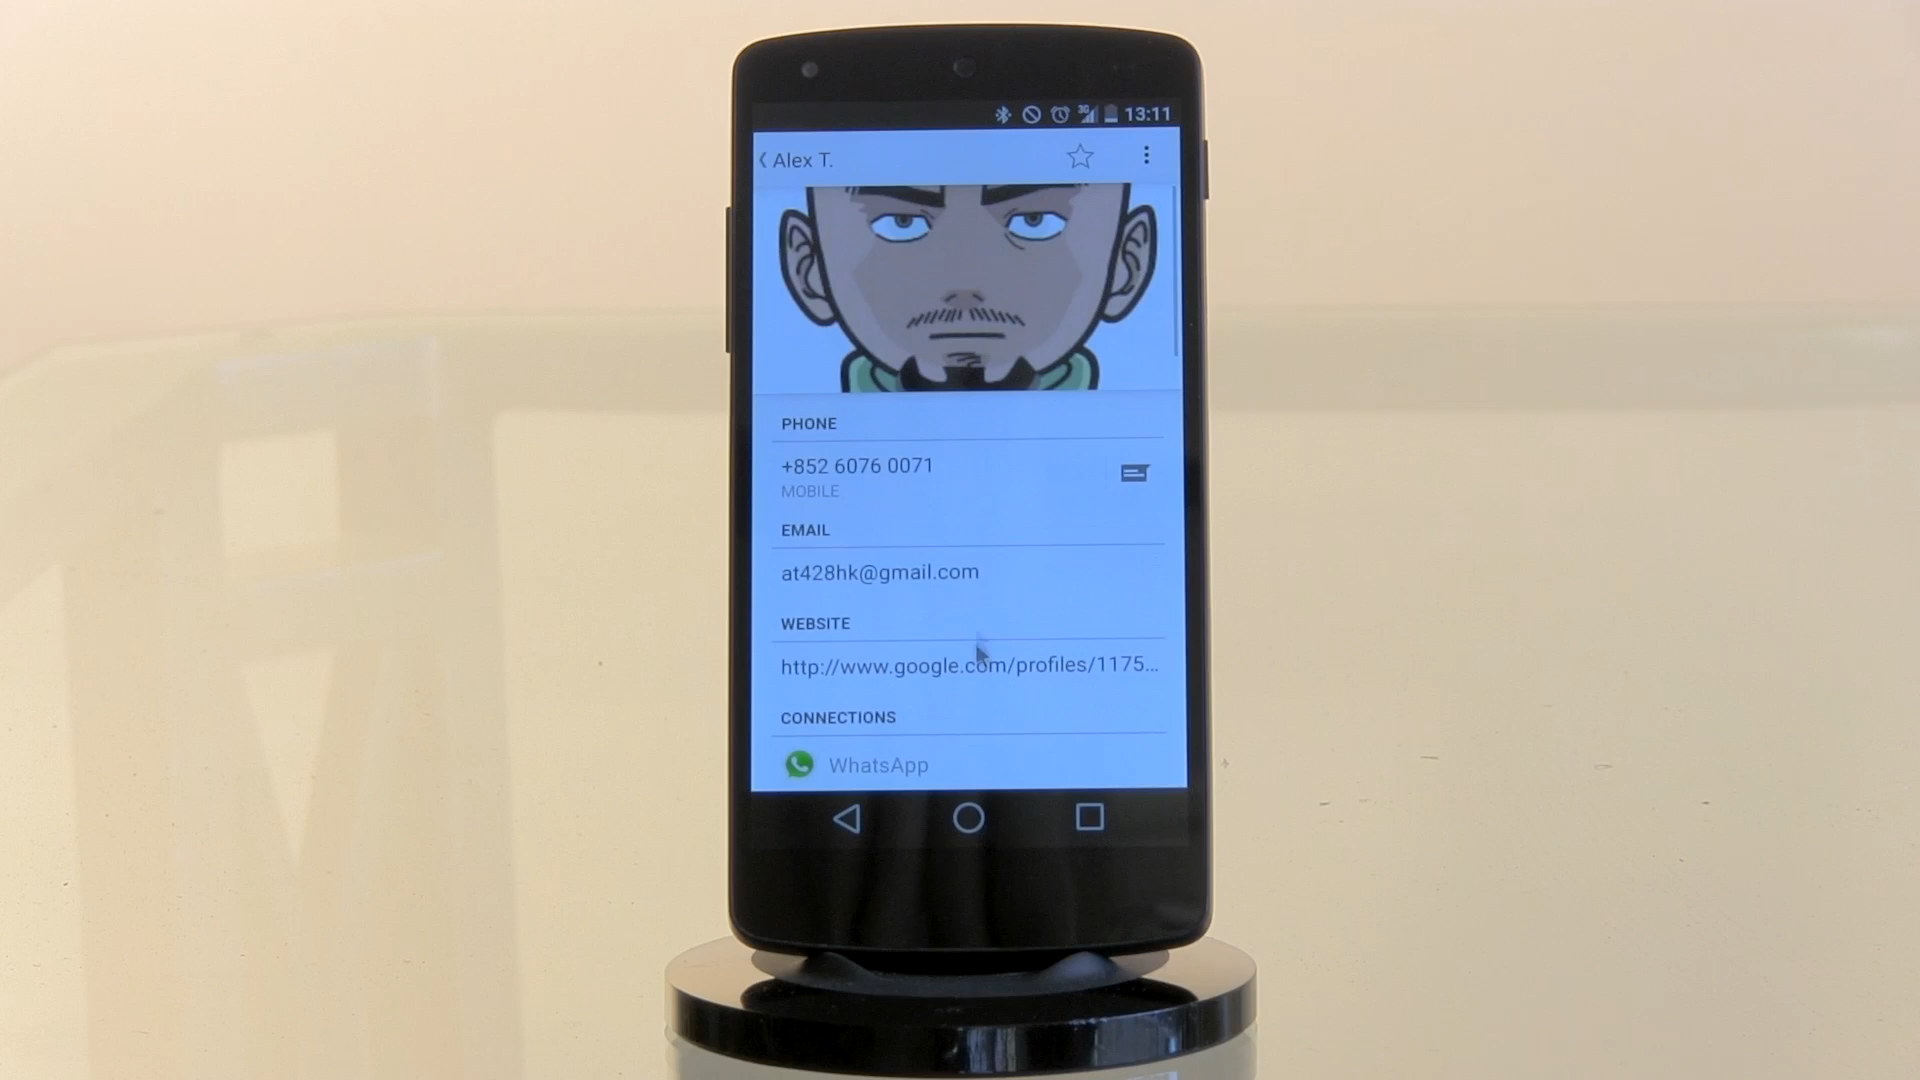 3G 13:11
Alex T.
PHONE
+852 6076 0071
MOBILE
EMAIL
at428hk@gmail.com
WEBSITE
http://www.google.com/profiles/1175...
CONNECTIONS
WhatsApp